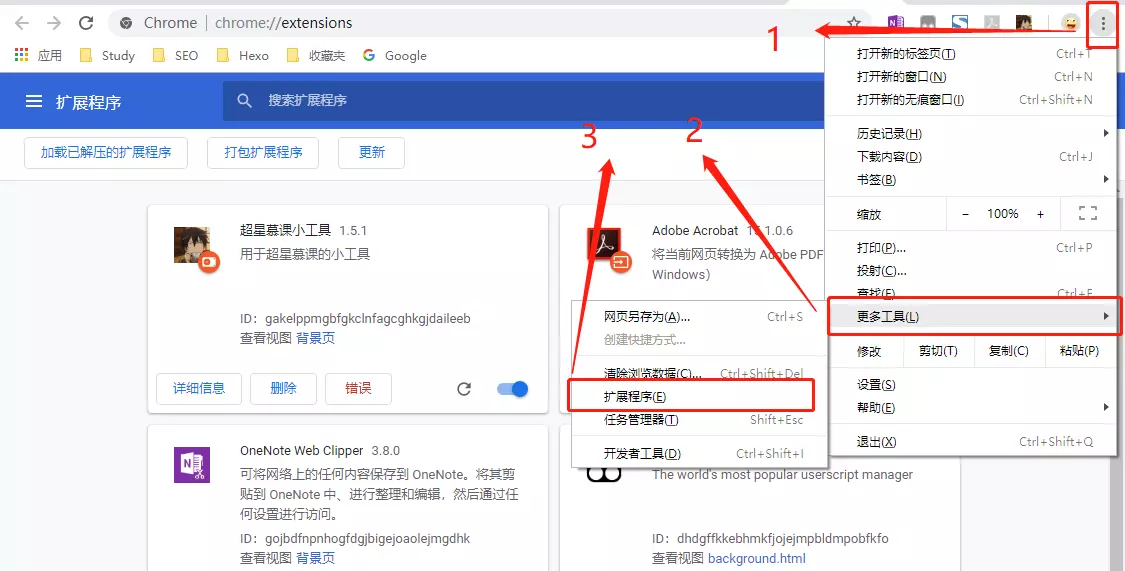 Chrome | chrome://extensions
应用 Study SEO Hexo 收藏夹 Google
1
打开新的标签页(T) Ctrl+T
打开新的窗口(N) Ctrl+N
打开新的无痕窗口(I) Ctrl+Shift+N
历史记录(H)
下载内容(D) Ctrl+J
书签(B)
缩放 − 100% +
打印(P)... Ctrl+P
投射(C)...
查找(F) Ctrl+F
更多工具(L)
修改 剪切(T) 复制(C) 粘贴(P)
设置(S)
帮助(E)
退出(X) Ctrl+Shift+Q
扩展程序 搜索扩展程序
3
2
加载已解压的扩展程序 打包扩展程序 更新
超星慕课小工具 1.5.1
用于超星慕课的小工具
ID：gakelppmgbfgkclnfagcghkgjdaileeb
查看视图 背景页
详细信息 删除 错误
Adobe Acrobat 1.1.0.6
将当前网页转换为 Adobe PDF
Windows)
网页另存为(A)... Ctrl+S
创建快捷方式...
清除浏览数据(C)... Ctrl+Shift+Del
扩展程序(E)
任务管理器(T) Shift+Esc
开发者工具(D) Ctrl+Shift+I
OneNote Web Clipper 3.8.0
可将网络上的任何内容保存到 OneNote。将其剪
贴到 OneNote 中、进行整理和编辑，然后通过任
何设置进行访问。
ID：gojbdfnpnhogfdgjbigejoaolejmgdhk
查看视图 背景页
The world's most popular userscript manager
ID：dhdgffkkebhmkfjojejmpbldmpobfkfo
查看视图 background.html